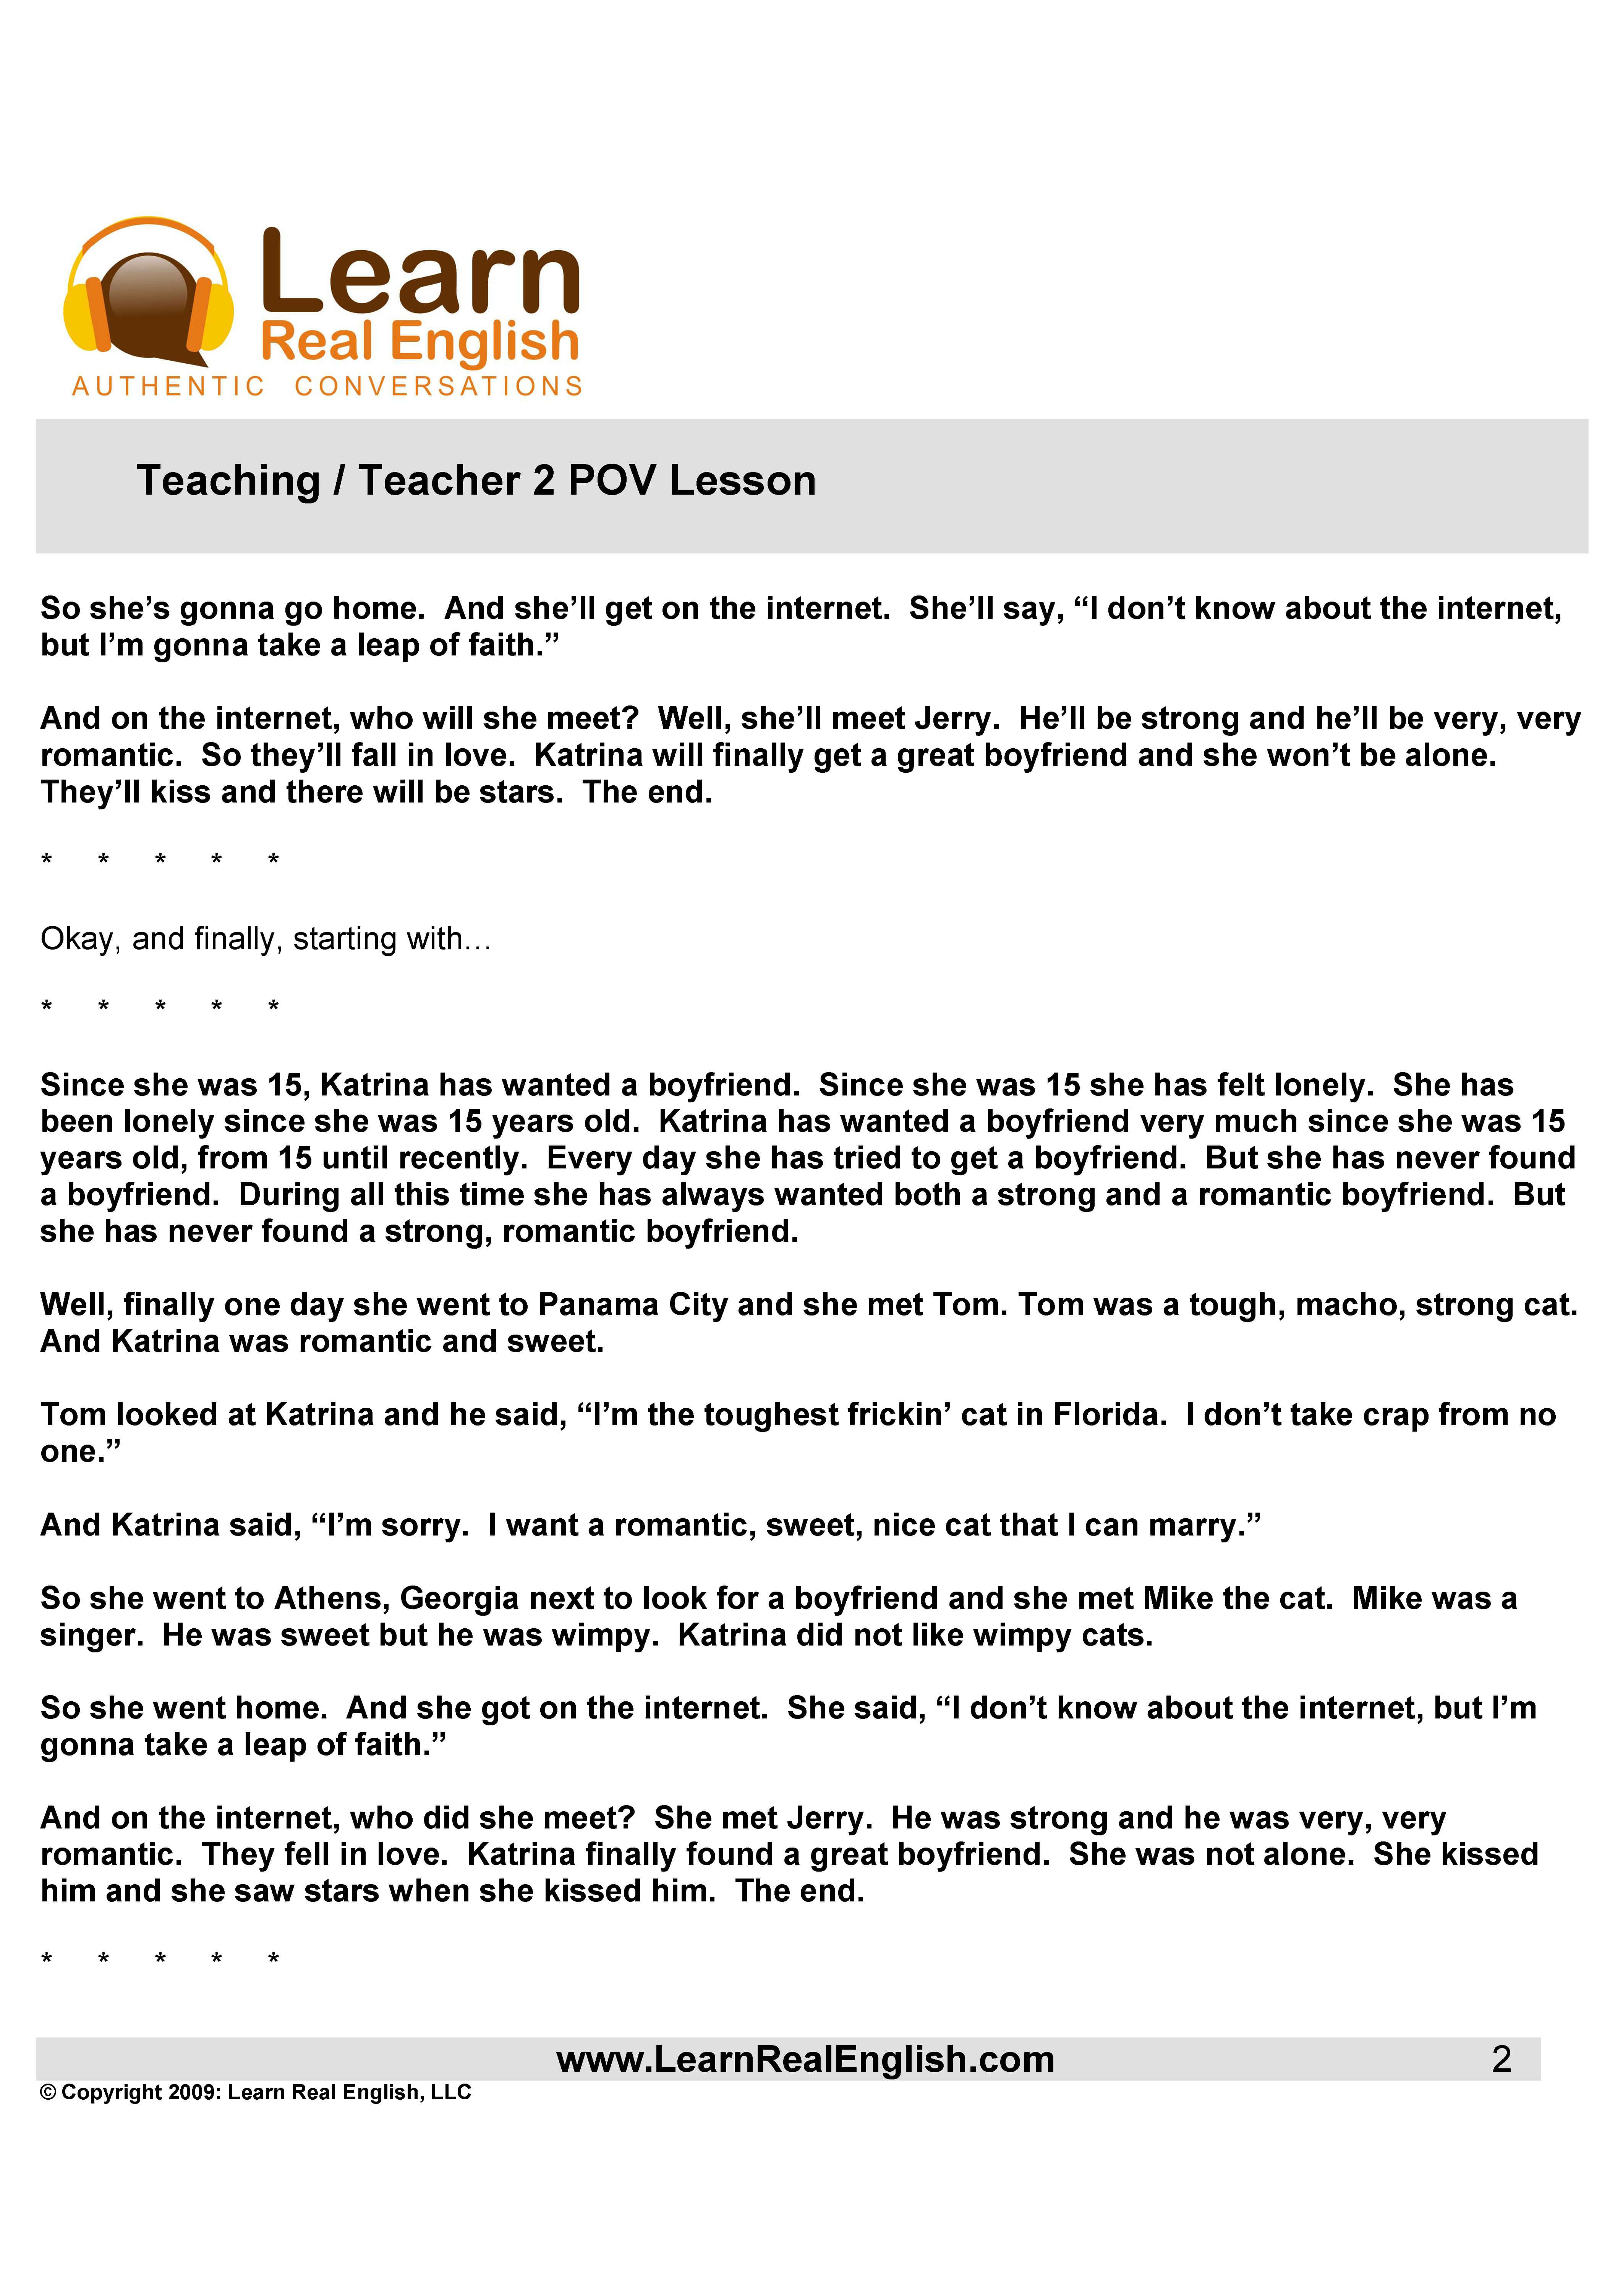 Learn
Real English
AUTHENTIC CONVERSATIONS
Teaching / Teacher 2 POV Lesson
So she’s gonna go home.  And she’ll get on the internet.  She’ll say, “I don’t know about the internet,
but I’m gonna take a leap of faith.”
And on the internet, who will she meet?  Well, she’ll meet Jerry.  He’ll be strong and he’ll be very, very
romantic.  So they’ll fall in love.  Katrina will finally get a great boyfriend and she won’t be alone.
They’ll kiss and there will be stars.  The end.
* * * * *
Okay, and finally, starting with…
* * * * *
Since she was 15, Katrina has wanted a boyfriend.  Since she was 15 she has felt lonely.  She has
been lonely since she was 15 years old.  Katrina has wanted a boyfriend very much since she was 15
years old, from 15 until recently.  Every day she has tried to get a boyfriend.  But she has never found
a boyfriend.  During all this time she has always wanted both a strong and a romantic boyfriend.  But
she has never found a strong, romantic boyfriend.
Well, finally one day she went to Panama City and she met Tom. Tom was a tough, macho, strong cat.
And Katrina was romantic and sweet.
Tom looked at Katrina and he said, “I’m the toughest frickin’ cat in Florida.  I don’t take crap from no
one.”
And Katrina said, “I’m sorry.  I want a romantic, sweet, nice cat that I can marry.”
So she went to Athens, Georgia next to look for a boyfriend and she met Mike the cat.  Mike was a
singer.  He was sweet but he was wimpy.  Katrina did not like wimpy cats.
So she went home.  And she got on the internet.  She said, “I don’t know about the internet, but I’m
gonna take a leap of faith.”
And on the internet, who did she meet?  She met Jerry.  He was strong and he was very, very
romantic.  They fell in love.  Katrina finally found a great boyfriend.  She was not alone.  She kissed
him and she saw stars when she kissed him.  The end.
* * * * *
www.LearnRealEnglish.com 2
© Copyright 2009: Learn Real English, LLC